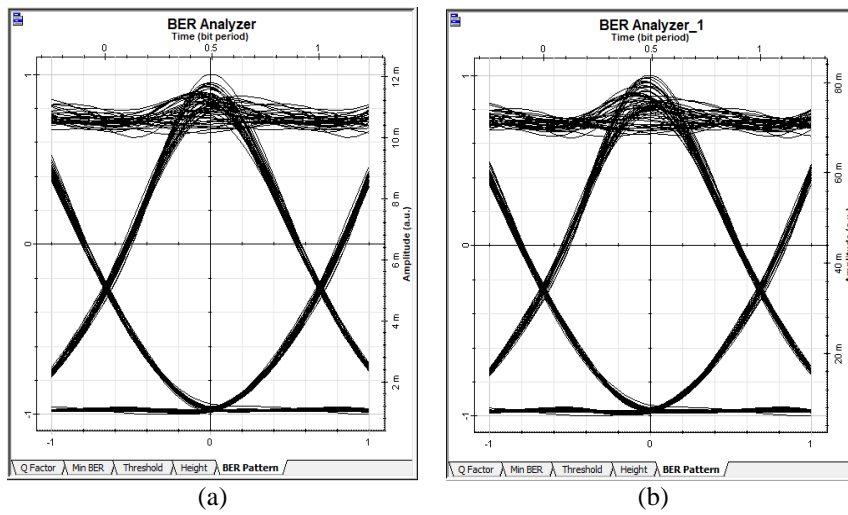 BER Analyzer
Time (bit period)
0 0.5 1
1
0
-1
12 m
10 m
8 m
6 m
4 m
2 m
Amplitude (a.u.)
-1 0 1
Q Factor Min BER Threshold Height BER Pattern
(a)
BER Analyzer_1
Time (bit period)
0 0.5 1
1
0
-1
80 m
60 m
40 m
20 m
-1 0 1
Q Factor Min BER Threshold Height BER Pattern
(b)